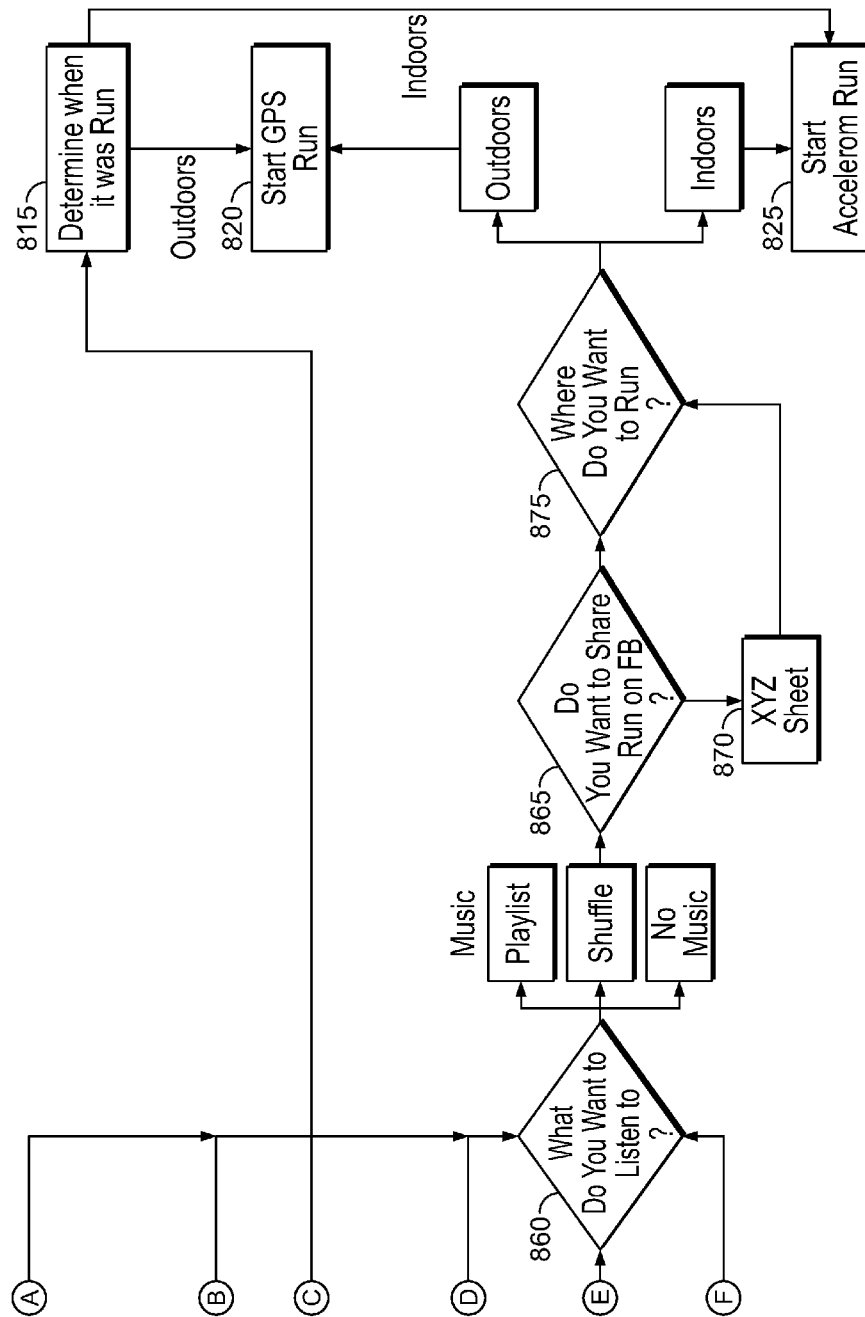 A
B
C
D
E
F
815
Determine when
it was Run
Outdoors
820
Start GPS
Run
Indoors
860
What
Do You Want to
Listen to
?
Music
Playlist
Shuffle
No
Music
865
Do
You Want to Share
Run on FB
?
870
XYZ
Sheet
875
Where
Do You Want
to Run
?
Outdoors
Indoors
825
Start
Accelerom Run